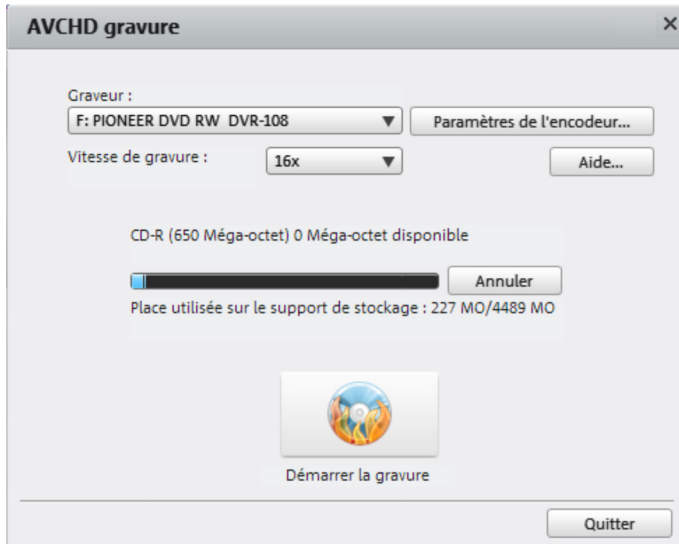 AVCHD gravure
Graveur :
F: PIONEER DVD RW DVR-108
Paramètres de l'encodeur...
Vitesse de gravure :
16x
Aide...
CD-R (650 Méga-octet) 0 Méga-octet disponible
Annuler
Place utilisée sur le support de stockage : 227 MO/4489 MO
Démarrer la gravure
Quitter